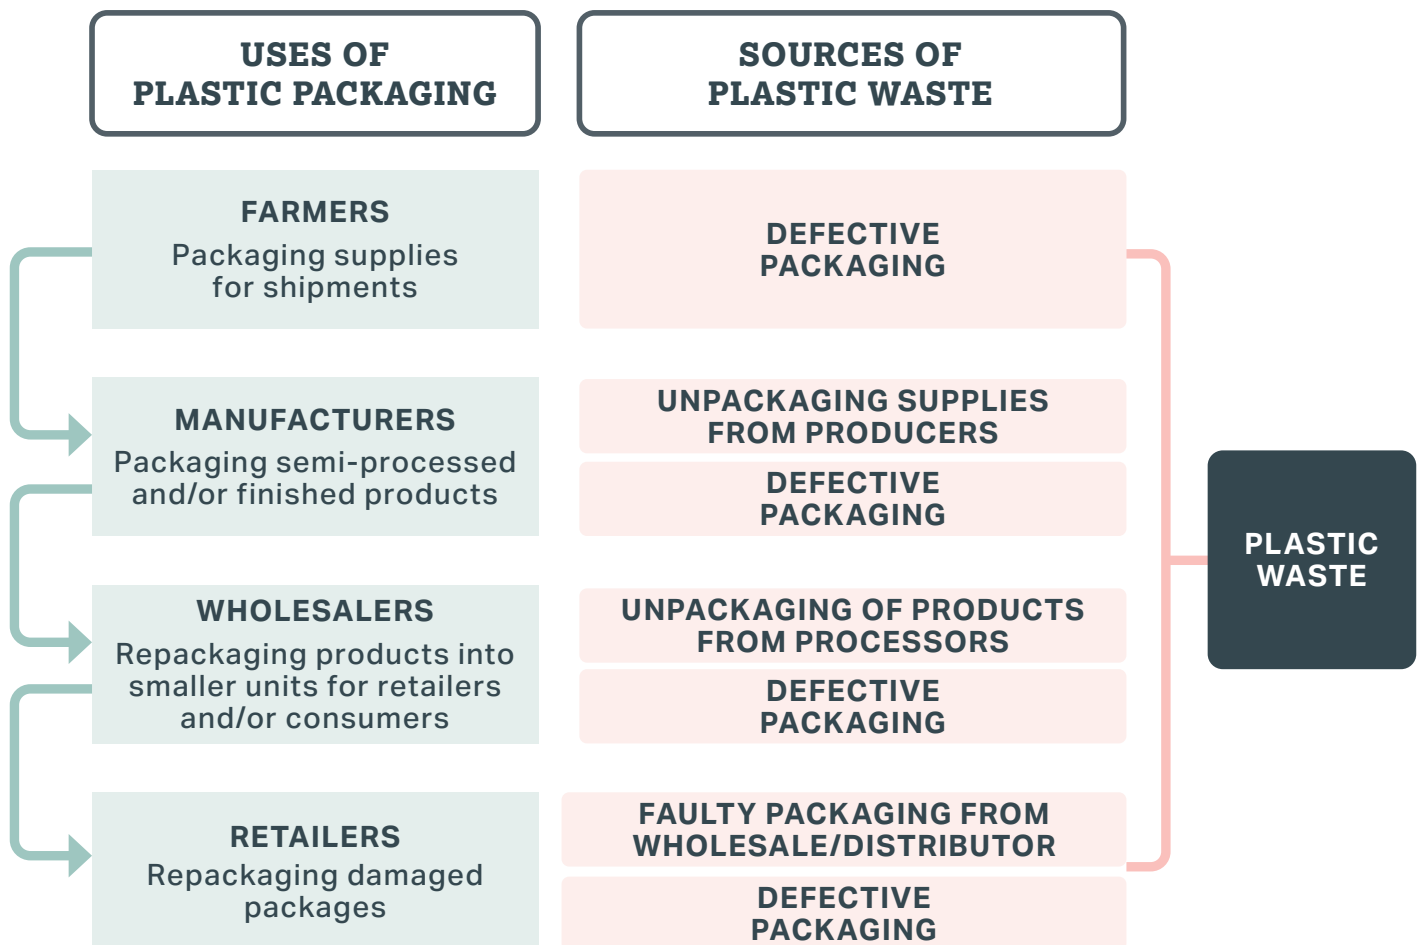 USES OF
PLASTIC PACKAGING
SOURCES OF
PLASTIC WASTE
FARMERS
Packaging supplies
for shipments
DEFECTIVE
PACKAGING
MANUFACTURERS
Packaging semi-processed
and/or finished products
UNPACKAGING SUPPLIES
FROM PRODUCERS
DEFECTIVE
PACKAGING
WHOLESALERS
Repackaging products into
smaller units for retailers
and/or consumers
UNPACKAGING OF PRODUCTS
FROM PROCESSORS
DEFECTIVE
PACKAGING
RETAILERS
Repackaging damaged
packages
FAULTY PACKAGING FROM
WHOLESALE/DISTRIBUTOR
DEFECTIVE
PACKAGING
PLASTIC
WASTE